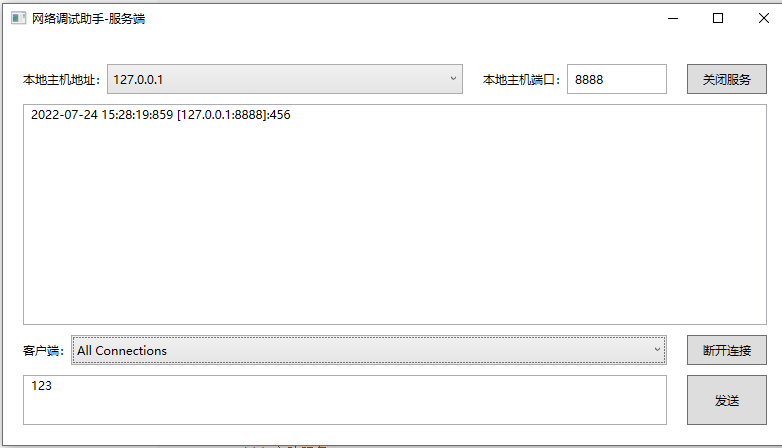 网络调试助手-服务端
本地主机地址： 127.0.0.1 本地主机端口： 8888 关闭服务
2022-07-24 15:28:19:859 [127.0.0.1:8888]:456
客户端： All Connections 断开连接
123
发送